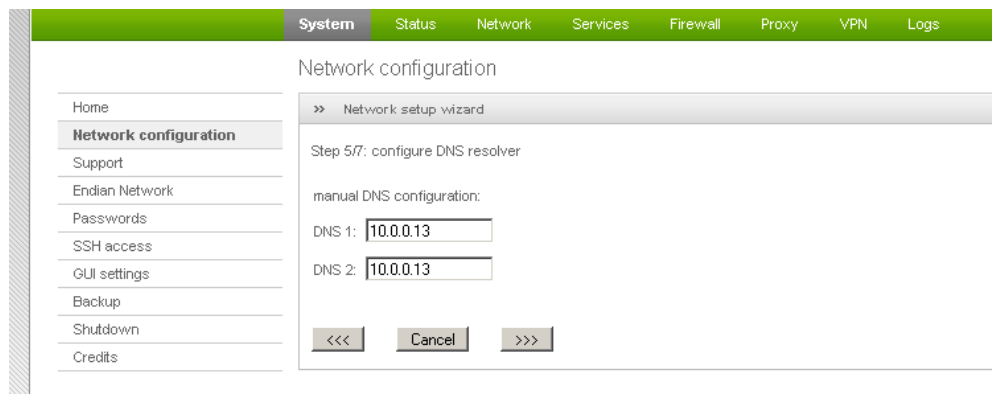 System Status Network Services Firewall Proxy VPN Logs
Network configuration
Home
Network configuration
Support
Endian Network
Passwords
SSH access
GUI settings
Backup
Shutdown
Credits
>> Network setup wizard
Step 5/7: configure DNS resolver
manual DNS configuration:
DNS 1: 10.0.0.13
DNS 2: 10.0.0.13
<<< Cancel >>>